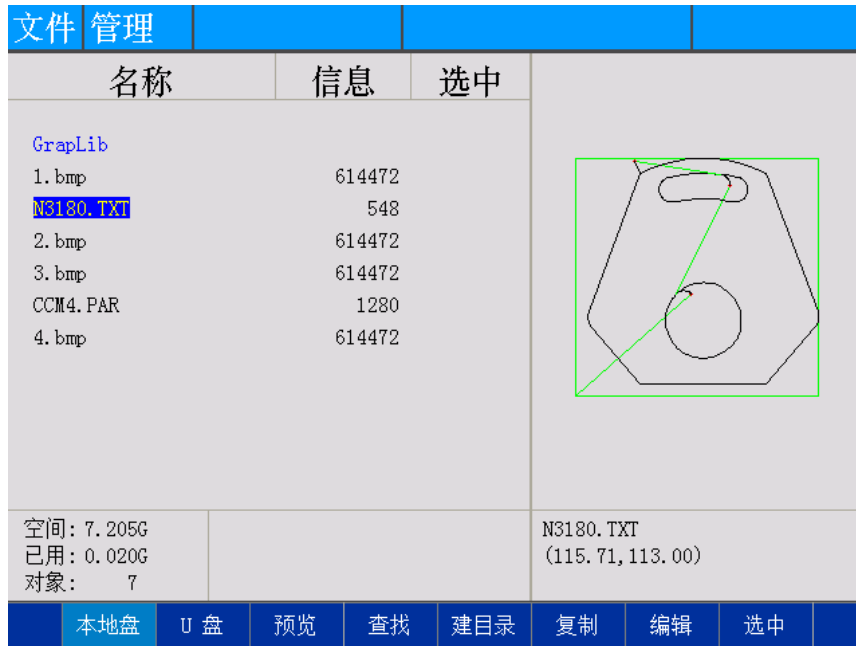 文件 管理
名称 信息 选中
GrapLib
1.bmp 614472
N3180.TXT 548
2.bmp 614472
3.bmp 614472
CCM4.PAR 1280
4.bmp 614472
空间: 7.205G
已用: 0.020G
对象: 7
N3180.TXT
(115.71,113.00)
本地盘 U 盘 预览 查找 建目录 复制 编辑 选中